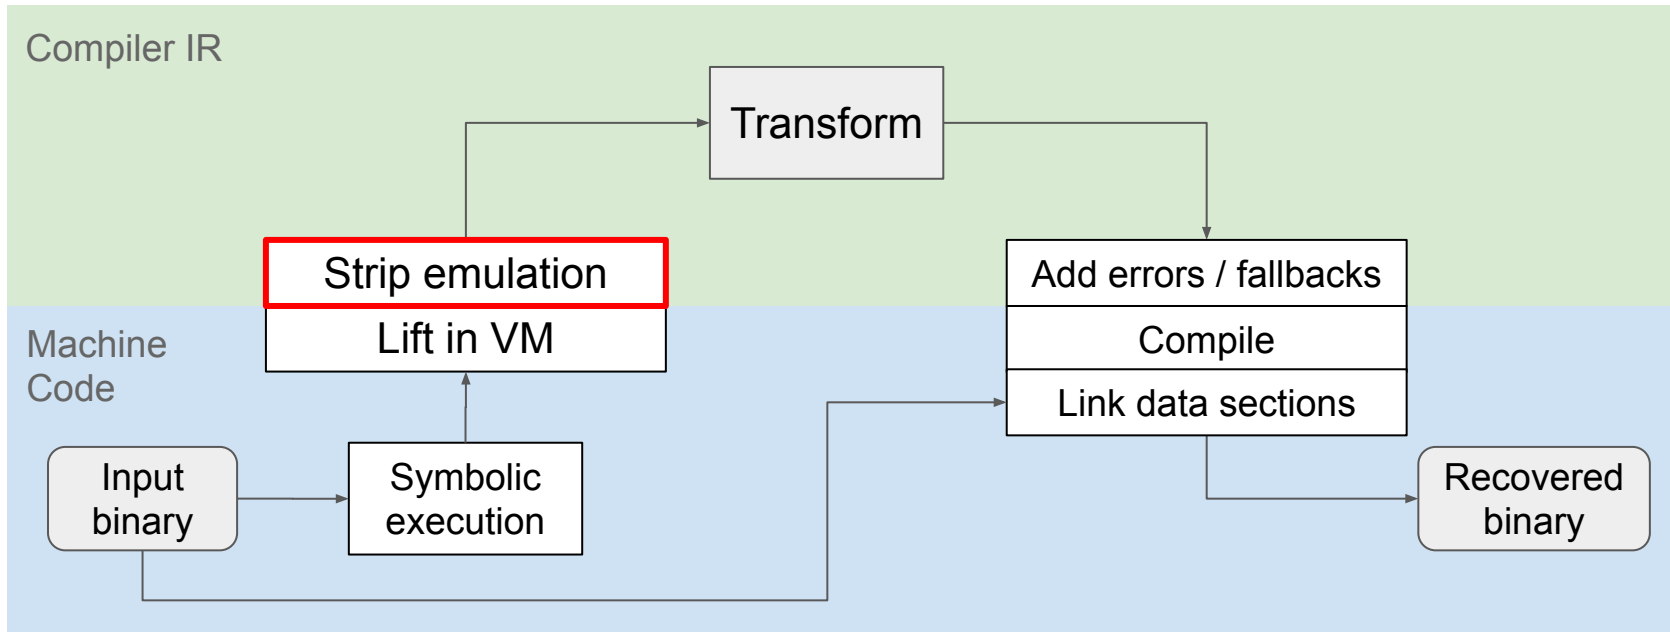 Compiler IR
Transform
Strip emulation
Lift in VM
Add errors / fallbacks
Compile
Link data sections
Machine
Code
Input
binary
Symbolic
execution
Recovered
binary